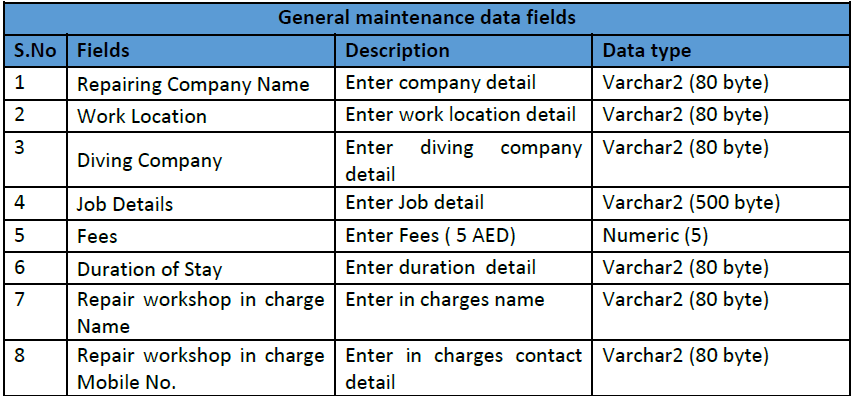 General maintenance data fields
S.No Fields Description Data type
1 Repairing Company Name Enter company detail Varchar2 (80 byte)
2 Work Location Enter work location detail Varchar2 (80 byte)
3 Diving Company Enter diving company Varchar2 (80 byte)
detail
4 Job Details Enter Job detail Varchar2 (500 byte)
5 Fees Enter Fees ( 5 AED) Numeric (5)
6 Duration of Stay Enter duration detail Varchar2 (80 byte)
7 Repair workshop in charge Enter in charges name Varchar2 (80 byte)
Name
8 Repair workshop in charge Enter in charges contact Varchar2 (80 byte)
Mobile No. detail